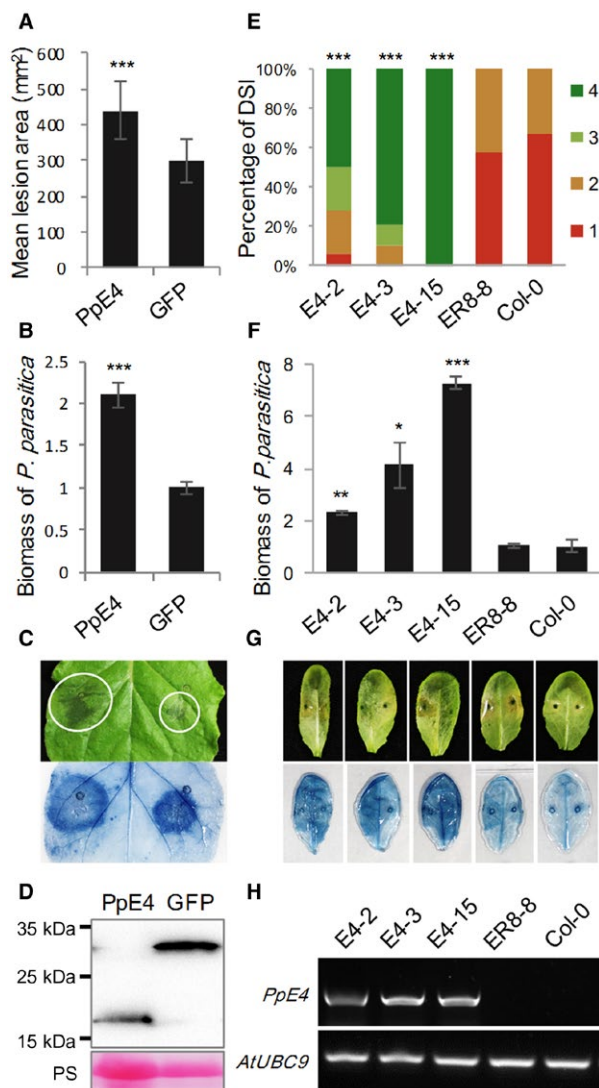 A
Mean lesion area (mm²)
600
500
400
300
200
100
0
***
PpE4
GFP
B
Biomass of P. parasitica
2.5
2
1.5
1
0.5
0
***
PpE4
GFP
C
D
PpE4 GFP
35 kDa
25 kDa
15 kDa
PS
E
Percentage of DSI
100%
80%
60%
40%
20%
0%
*** *** ***
4
3
2
1
E4-2
E4-3
E4-15
ER8-8
Col-0
F
Biomass of P.parasitica
8
6
4
2
0
**
*
***
E4-2
E4-3
E4-15
ER8-8
Col-0
G
H
E4-2
E4-3
E4-15
ER8-8
Col-0
PpE4
AtUBC9